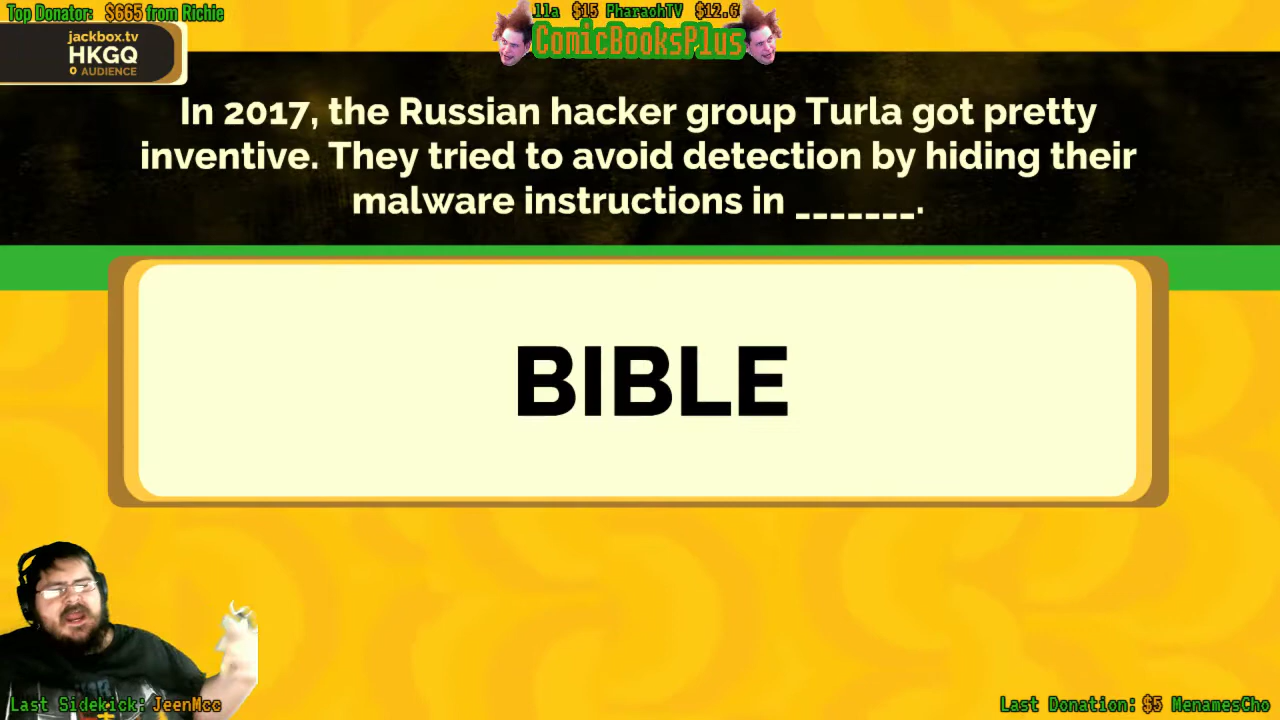 Top Donator: $665 from Richie
lla $15 PharaohTV $12.6
ComicBooksPlus
jackbox.tv
HKGQ
0 AUDIENCE
In 2017, the Russian hacker group Turla got pretty
inventive. They tried to avoid detection by hiding their
malware instructions in _______.
BIBLE
Last Sidekick: JeenMcc
Last Donation: $5 MenamesCho